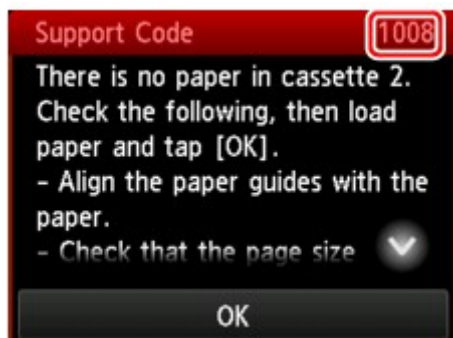 Support Code 1008
There is no paper in cassette 2.
Check the following, then load
paper and tap [OK].
- Align the paper guides with the
paper.
- Check that the page size
OK